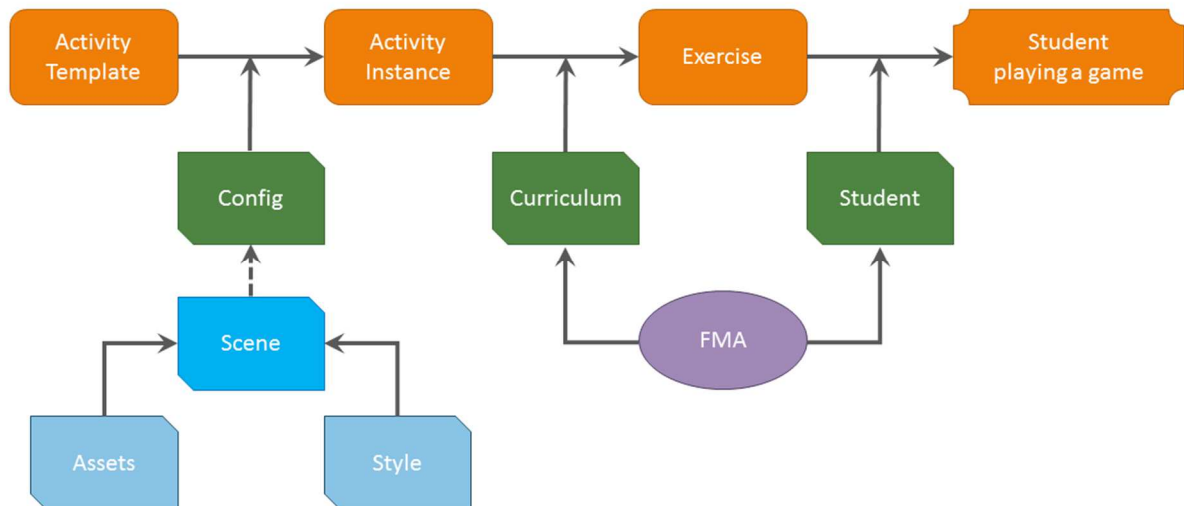 Activity
Template
Activity
Instance
Exercise
Student
playing a game
Config
Curriculum
Student
Scene
FMA
Assets
Style